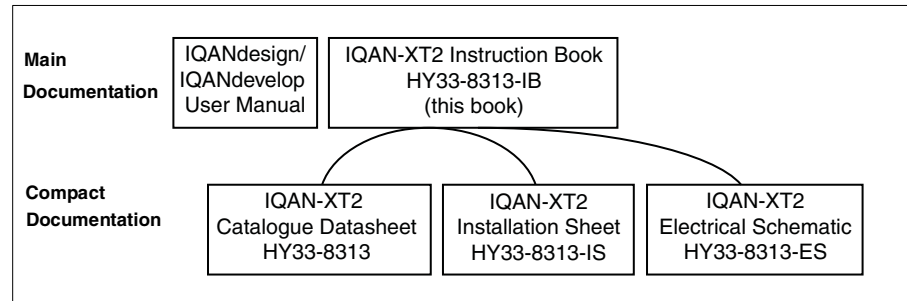 Main
Documentation
IQANdesign/
IQANdevelop
User Manual
IQAN-XT2 Instruction Book
HY33-8313-IB
(this book)
Compact
Documentation
IQAN-XT2
Catalogue Datasheet
HY33-8313
IQAN-XT2
Installation Sheet
HY33-8313-IS
IQAN-XT2
Electrical Schematic
HY33-8313-ES